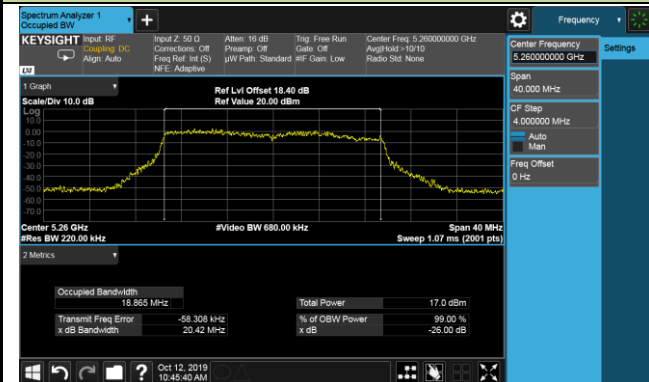 Spectrum Analyzer 1
Occupied BW
+
Frequency
KEYSIGHT
Input: RF
Coupling: DC
Align: Auto
Input Z: 50 Ω
Corrections: Off
Freq Ref: Int (S)
NFE: Adaptive
Atten: 16 dB
Preamp: Off
µW Path: Standard
Trig: Free Run
Gate: Off
#IF Gain: Low
Center Freq: 5.260000000 GHz
Avg|Hold:>10/10
Radio Std: None
LXI
Center Frequency
5.260000000 GHz
Settings
Span
40.000 MHz
CF Step
4.000000 MHz
Auto
Man
Freq Offset
0 Hz
1 Graph
Scale/Div 10.0 dB
Ref Lvl Offset 18.40 dB
Ref Value 20.00 dBm
Log
10.0
0.00
-10.0
-20.0
-30.0
-40.0
-50.0
-60.0
-70.0
Center 5.26 GHz
#Video BW 680.00 kHz
Span 40 MHz
#Res BW 220.00 kHz
Sweep 1.07 ms (2001 pts)
2 Metrics
Occupied Bandwidth
18.865 MHz
Total Power 17.0 dBm
Transmit Freq Error -58.308 kHz
% of OBW Power 99.00 %
x dB Bandwidth 20.42 MHz
x dB -26.00 dB
?
Oct 12, 2019
10:45:40 AM